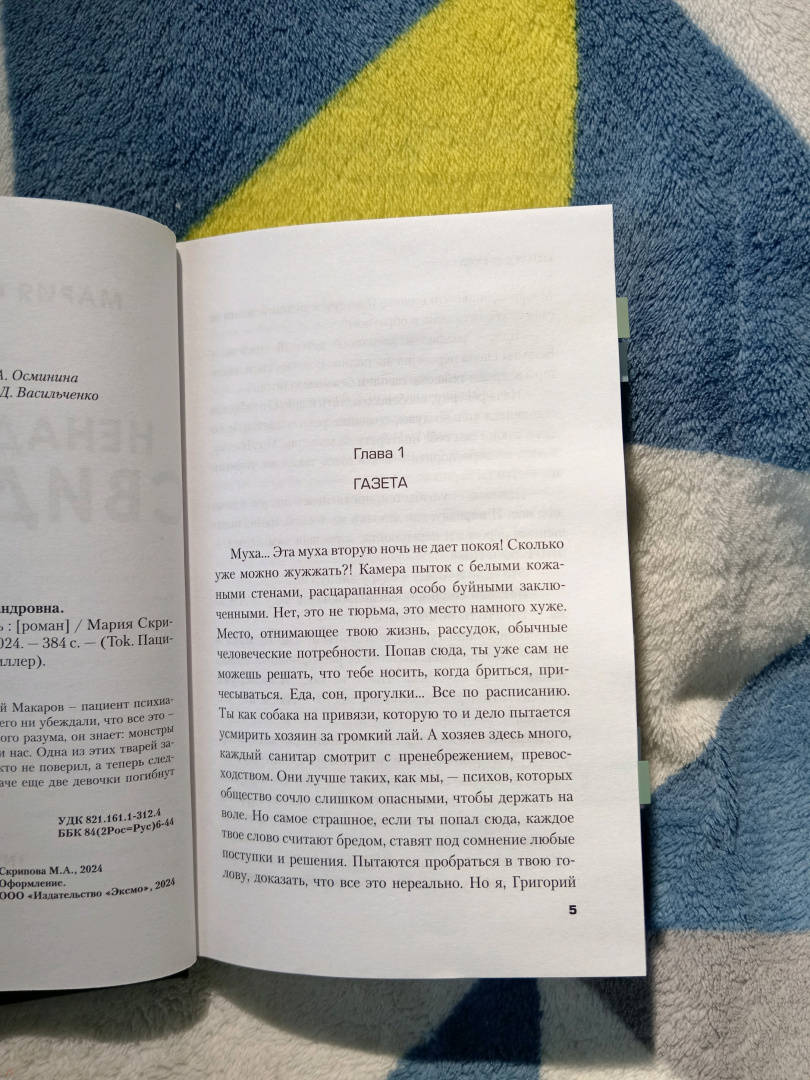 А. Осминина
Д. Васильченко
андровна.
ь : [роман] / Мария Скри-
024. — 384 с. — (Tok. Паци-
иллер).
й Макаров – пациент психиа-
его ни убеждали, что все это –
ого разума, он знает: монстры
и нас. Одна из этих тварей за-
кто не поверил, а теперь след-
аче еще две девочки погибнут
УДК 821.161.1-312.4
ББК 84(2Рос=Рус)6-44
Скрипова М.А., 2024
Оформление.
ООО «Издательство «Эксмо», 2024
Глава 1
ГАЗЕТА
Муха... Эта муха вторую ночь не дает покоя! Сколько
уже можно жужжать?! Камера пыток с белыми кожа-
ными стенами, расцарапанная особо буйными заклю-
ченными. Нет, это не тюрьма, это место намного хуже.
Место, отнимающее твою жизнь, рассудок, обычные
человеческие потребности. Попав сюда, ты уже сам не
можешь решать, что тебе носить, когда бриться, при-
чесываться. Еда, сон, прогулки... Все по расписанию.
Ты как собака на привязи, которую то и дело пытается
усмирить хозяин за громкий лай. А хозяев здесь много,
каждый санитар смотрит с пренебрежением, превос-
ходством. Они лучше таких, как мы, — психов, которых
общество сочло слишком опасными, чтобы держать на
воле. Но самое страшное, если ты попал сюда, каждое
твое слово считают бредом, ставят под сомнение любые
поступки и решения. Пытаются пробраться в твою го-
лову, доказать, что все это нереально. Но я, Григорий
5